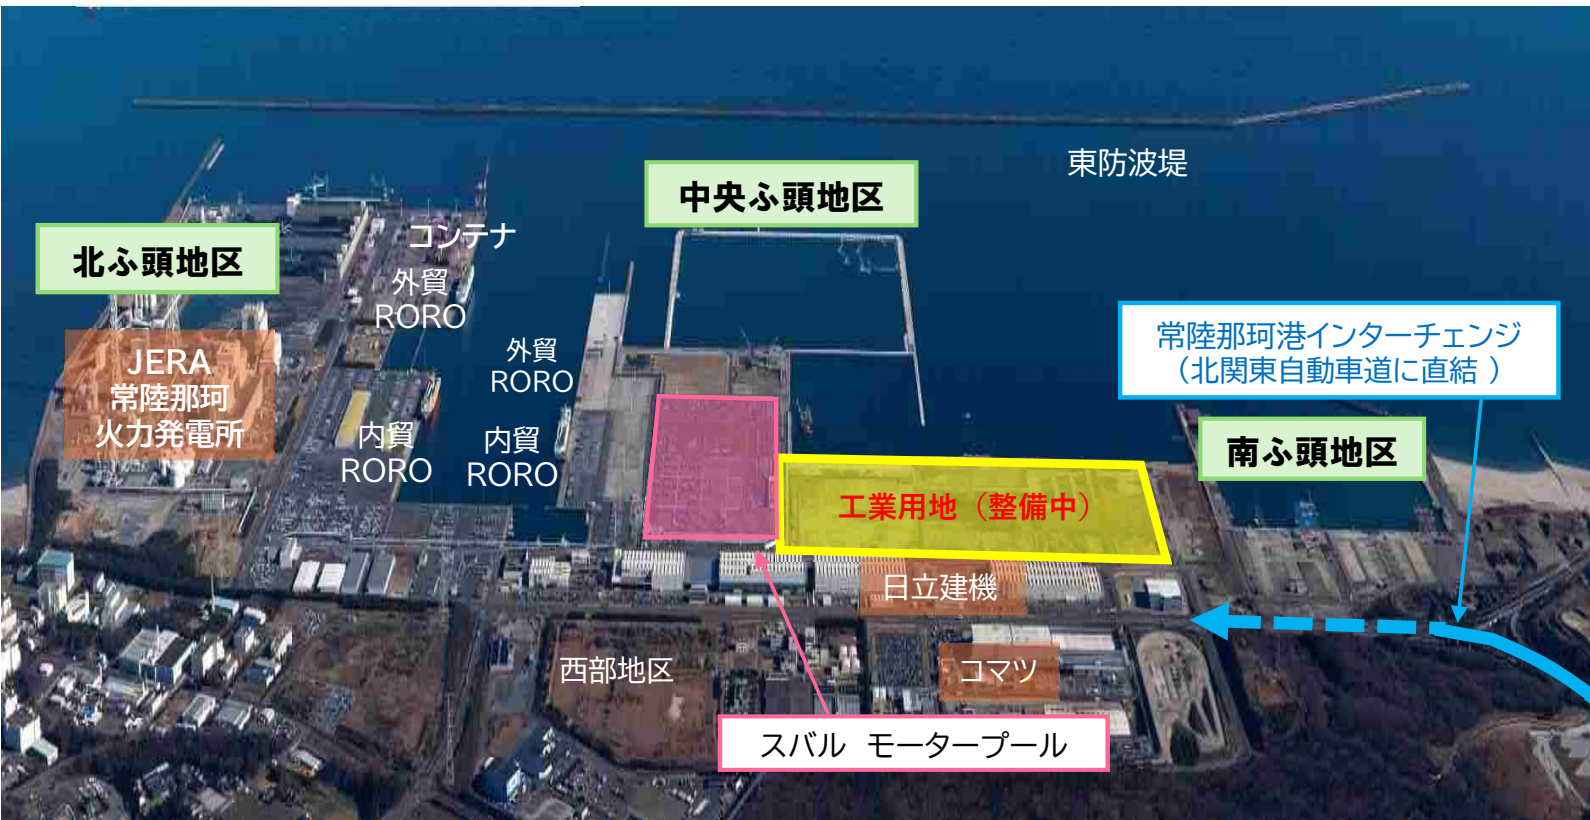 東防波堤
中央ふ頭地区
北ふ頭地区
コンテナ
外貿
RORO
外貿
RORO
常陸那珂港インターチェンジ
（北関東自動車道に直結 ）
JERA
常陸那珂
火力発電所
内貿
RORO
内貿
RORO
南ふ頭地区
工業用地（整備中）
日立建機
西部地区
コマツ
スバル モータープール